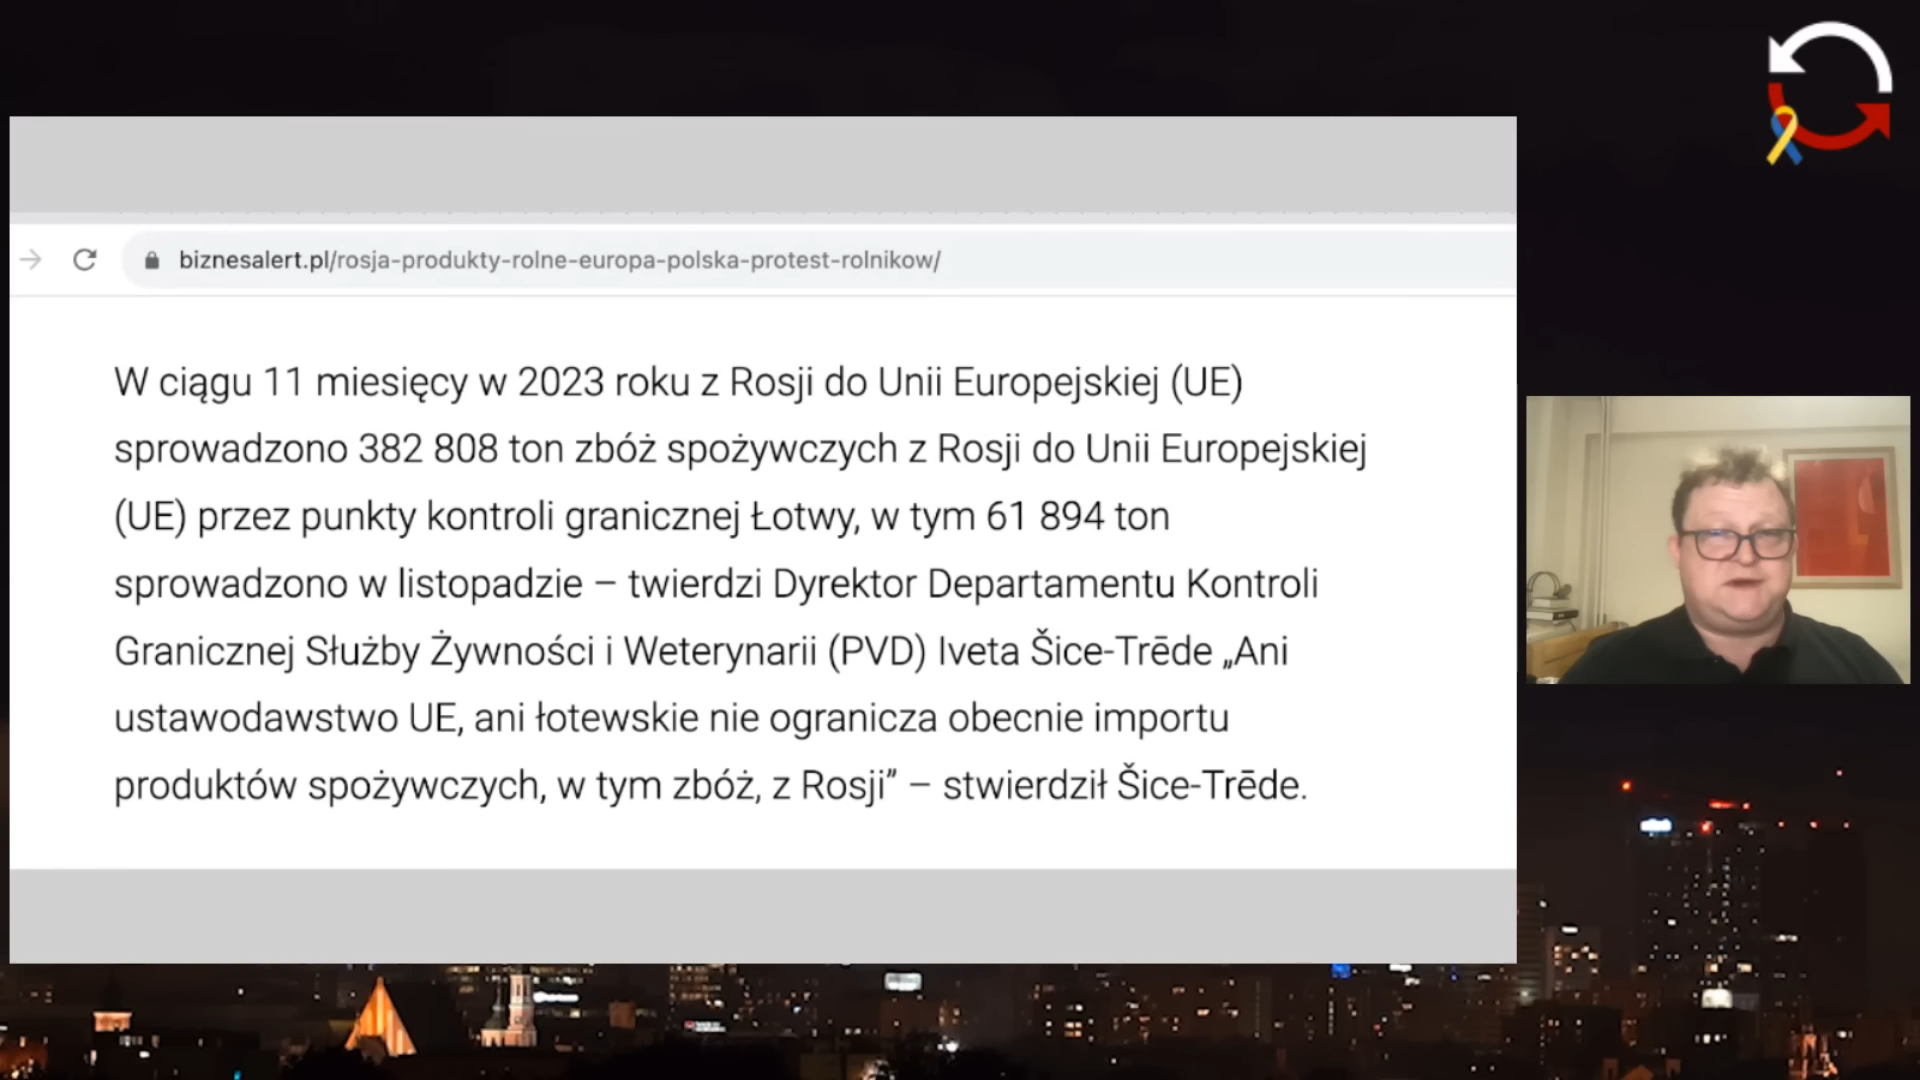 biznesalert.pl/rosja-produkty-rolne-europa-polska-protest-rolnikow/
W ciągu 11 miesięcy w 2023 roku z Rosji do Unii Europejskiej (UE)
sprowadzono 382 808 ton zbóż spożywczych z Rosji do Unii Europejskiej
(UE) przez punkty kontroli granicznej Łotwy, w tym 61 894 ton
sprowadzono w listopadzie – twierdzi Dyrektor Departamentu Kontroli
Granicznej Służby Żywności i Weterynarii (PVD) Iveta Šice-Trēde „Ani
ustawodawstwo UE, ani łotewskie nie ogranicza obecnie importu
produktów spożywczych, w tym zbóż, z Rosji” – stwierdził Šice-Trēde.